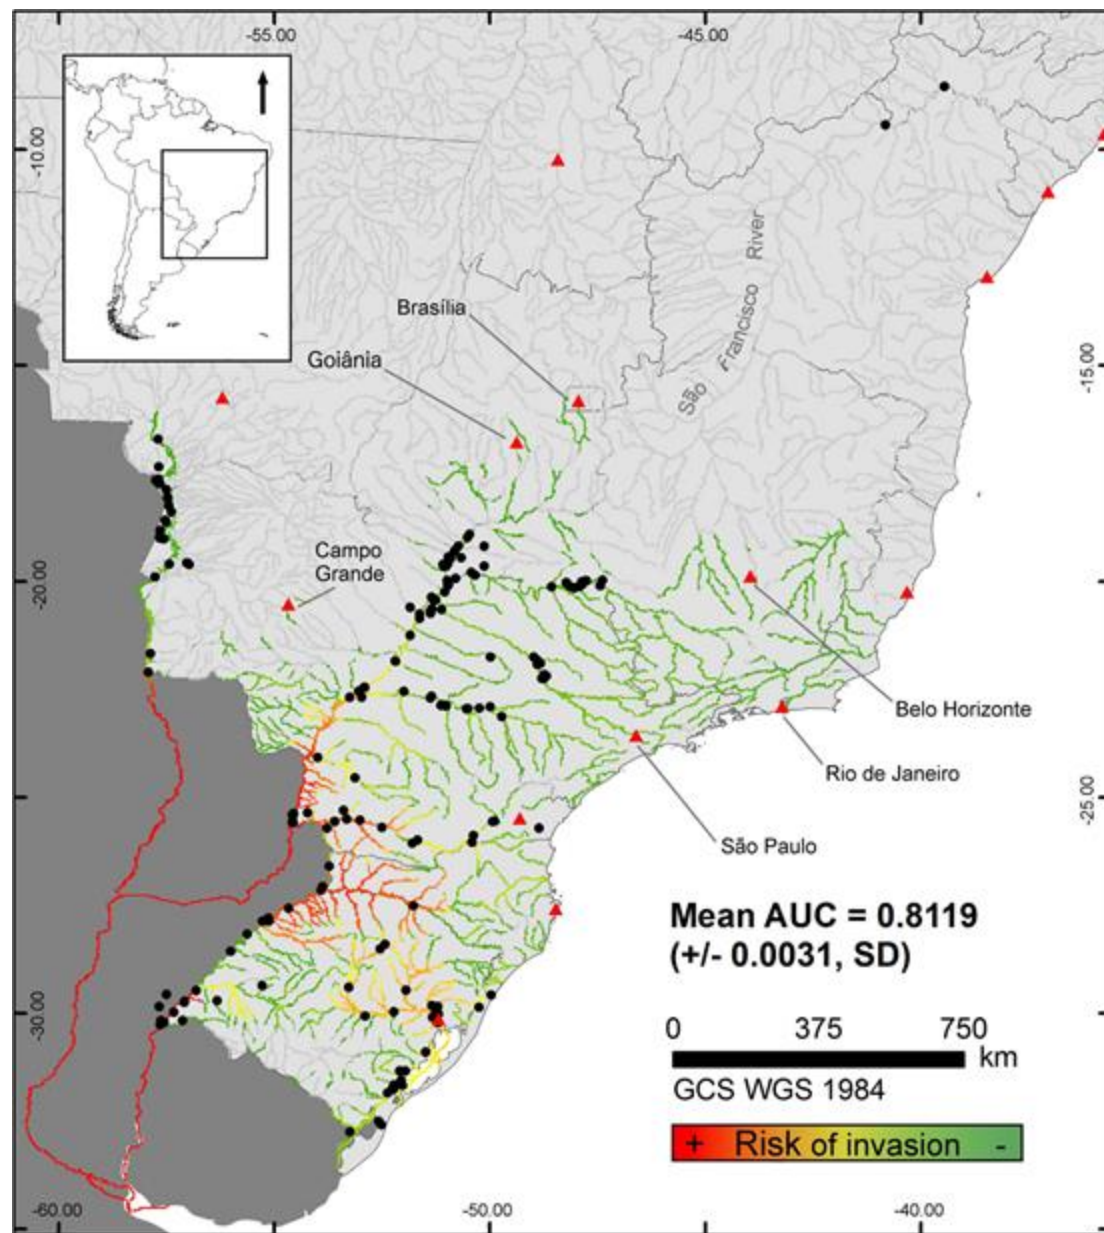 -55.00
-45.00
-10.00
São Francisco River
Brasília
Goiânia
-15.00
Campo
Grande
-20.00
Belo Horizonte
Rio de Janeiro
-25.00
São Paulo
Mean AUC = 0.8119
(+/- 0.0031, SD)
-30.00
0 375 750
km
GCS WGS 1984
+ Risk of invasion -
-60.00
-50.00
-40.00